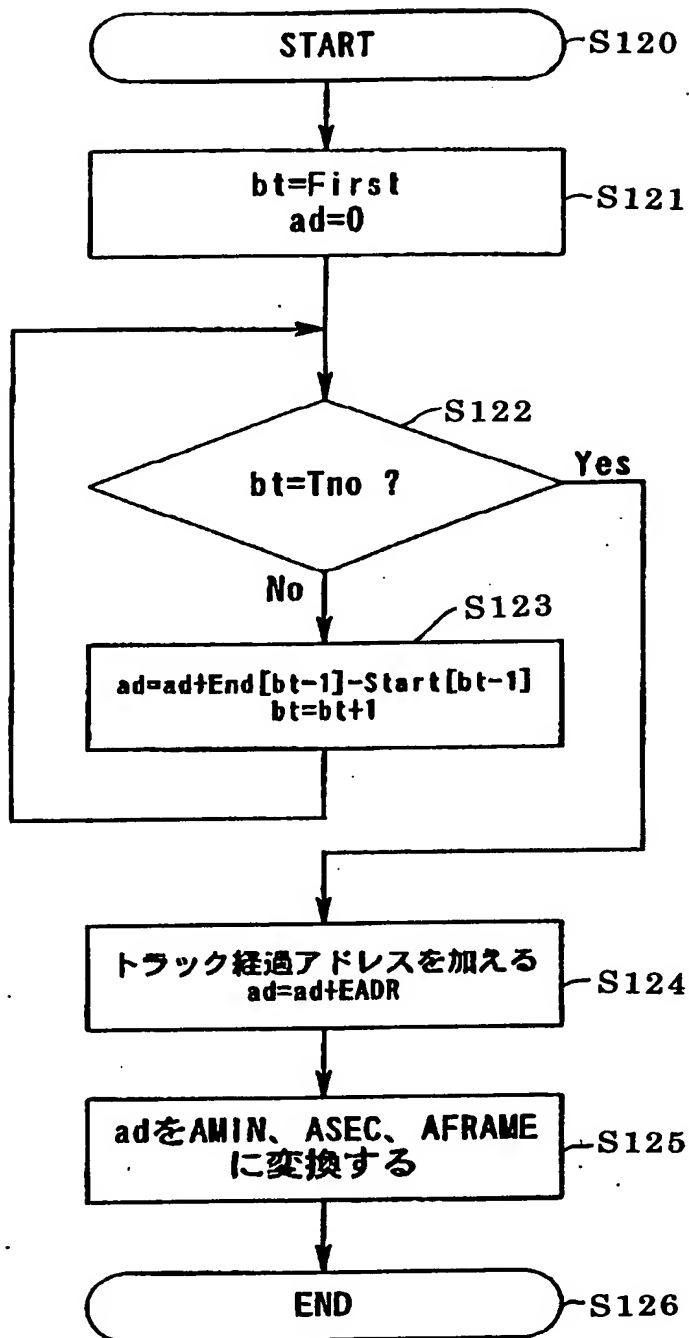 START
S120
bt=First
ad=0
S121
S122
bt=Tno ?
Yes
No
S123
ad=ad+End[bt-1]-Start[bt-1]
bt=bt+1
トラック経過アドレスを加える
ad=ad+EADR
S124
adをAMIN、ASEC、AFRAME
に変換する
S125
END
S126